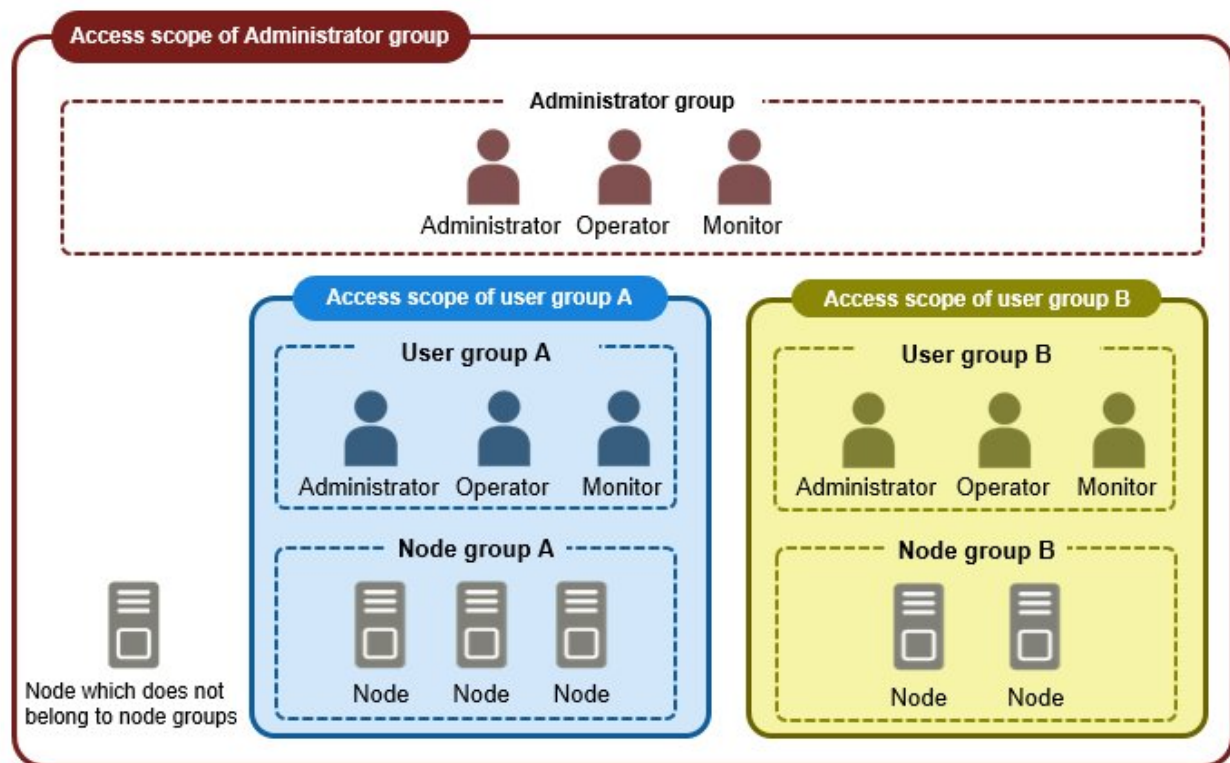 Access scope of Administrator group
Administrator group
Administrator Operator Monitor
Access scope of user group A
User group A
Administrator Operator Monitor
Node group A
Node Node Node
Access scope of user group B
User group B
Administrator Operator Monitor
Node group B
Node Node
Node which does not
belong to node groups